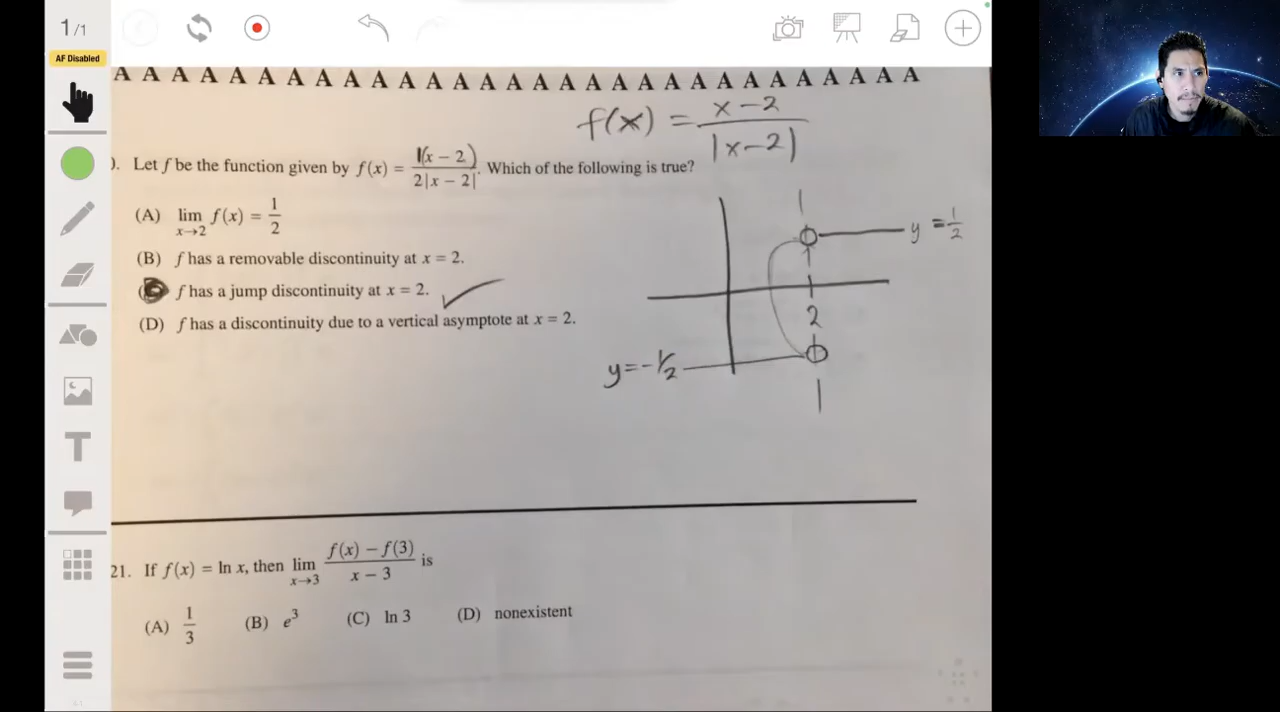 1/1
AF Disabled
A A A A A A A A A A A A A A A A A A A A A A A A A A A A
f(x) = x-2 / |x-2|
). Let f be the function given by f(x) = 1(x − 2) / 2|x − 2|. Which of the following is true?
(A) lim x→2 f(x) = 1/2
(B) f has a removable discontinuity at x = 2.
f has a jump discontinuity at x = 2.
(D) f has a discontinuity due to a vertical asymptote at x = 2.
y = 1/2
2
y=-1/2
21. If f(x) = ln x, then lim x→3 f(x) − f(3) / x − 3 is
(A) 1/3 (B) e³ (C) ln 3 (D) nonexistent
T